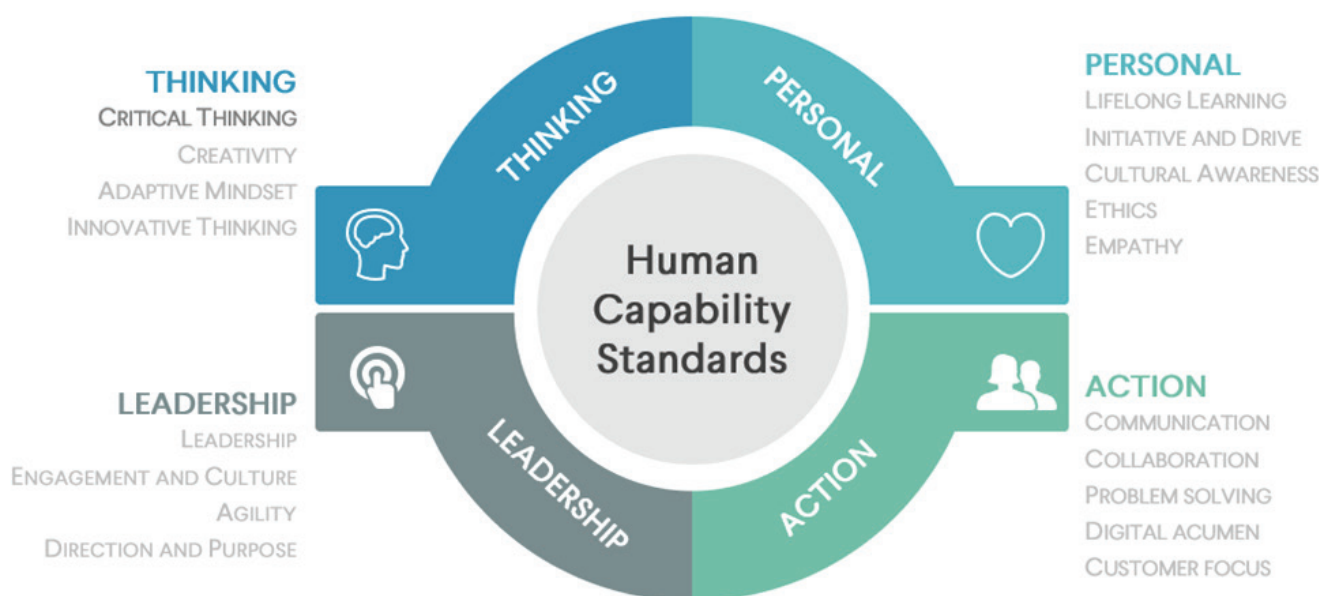 THINKING
CRITICAL THINKING
CREATIVITY
ADAPTIVE MINDSET
INNOVATIVE THINKING
PERSONAL
LIFELONG LEARNING
INITIATIVE AND DRIVE
CULTURAL AWARENESS
ETHICS
EMPATHY
THINKING
PERSONAL
Human
Capability
Standards
LEADERSHIP
ACTION
LEADERSHIP
LEADERSHIP
ENGAGEMENT AND CULTURE
AGILITY
DIRECTION AND PURPOSE
ACTION
COMMUNICATION
COLLABORATION
PROBLEM SOLVING
DIGITAL ACUMEN
CUSTOMER FOCUS